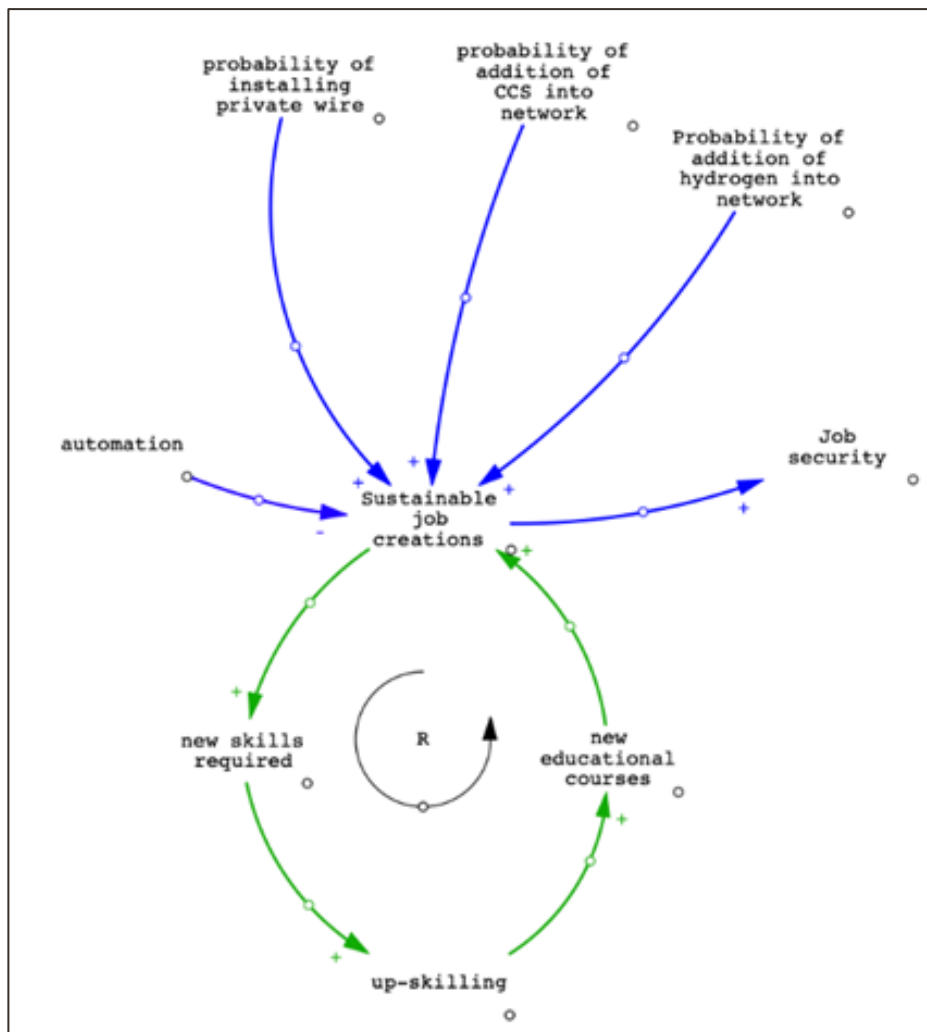 probability of
installing
private wire
probability of
addition of
CCS into
network
Probability of
addition of
hydrogen into
network
automation
Job
security
+
+
+
+
-
Sustainable
job
creations
+
+
new skills
required
R
new
educational
courses
+
+
up-skilling